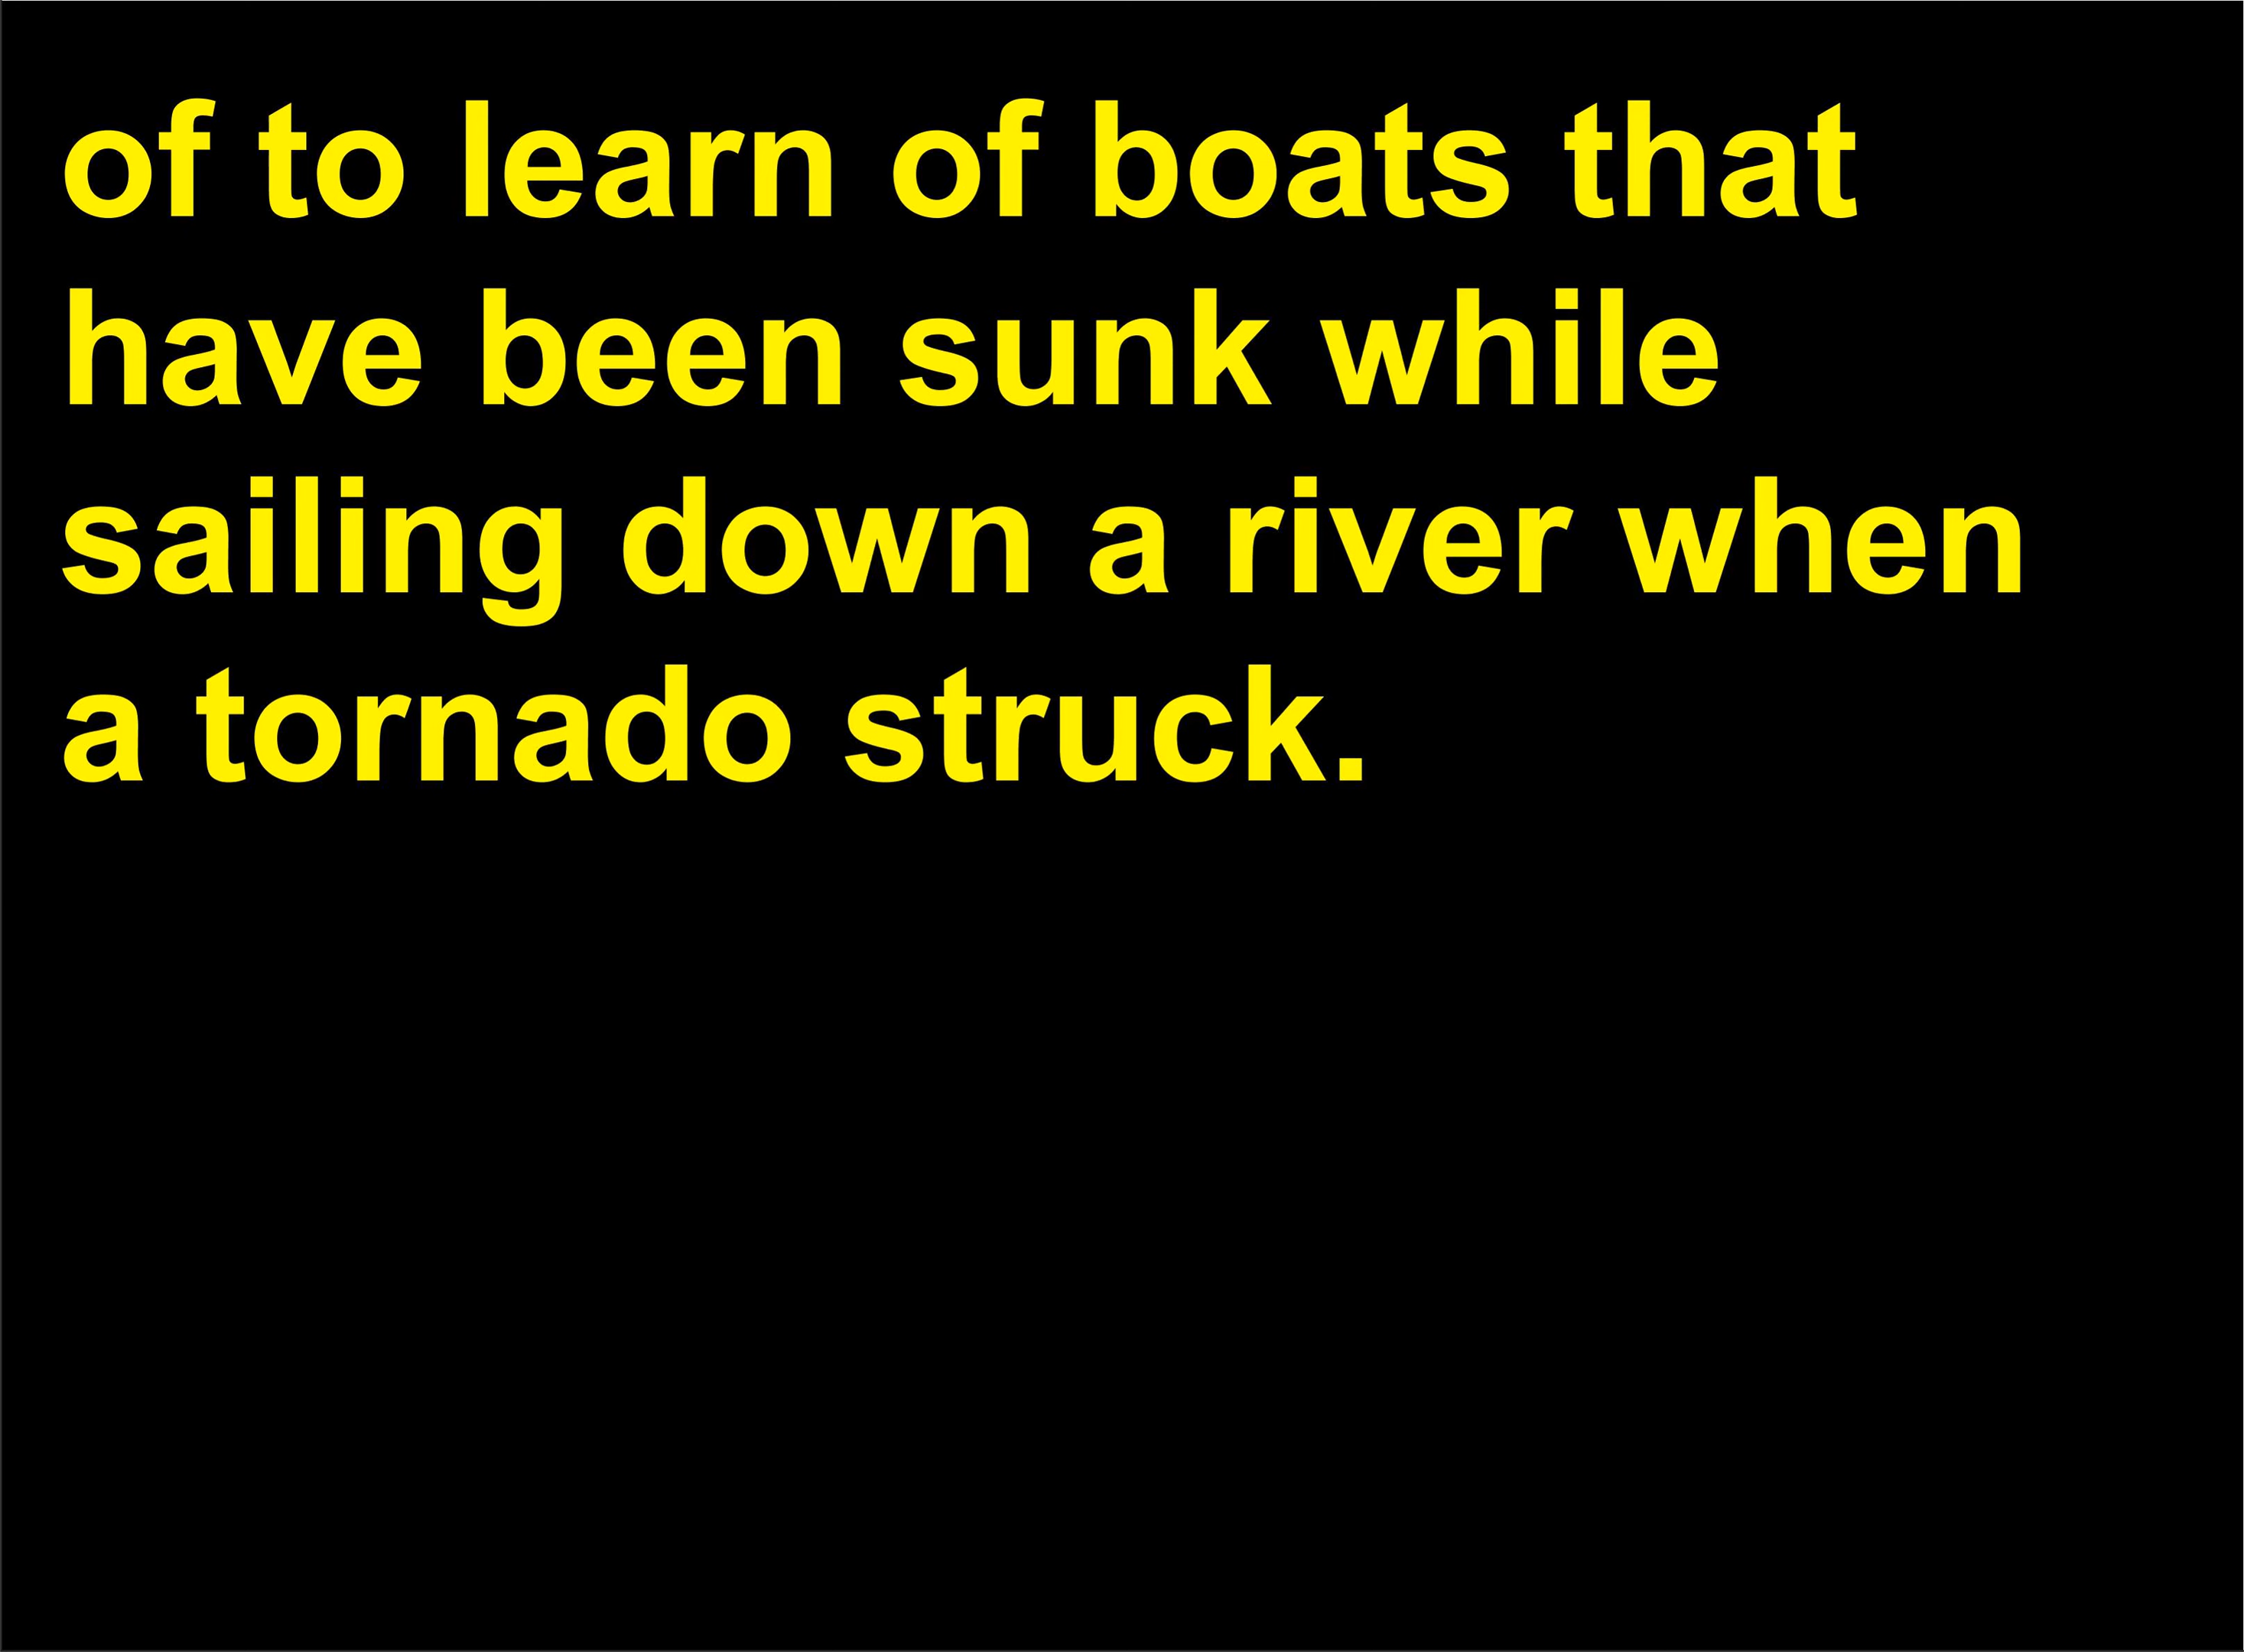 of to learn of boats that
have been sunk while
sailing down a river when
a tornado struck.